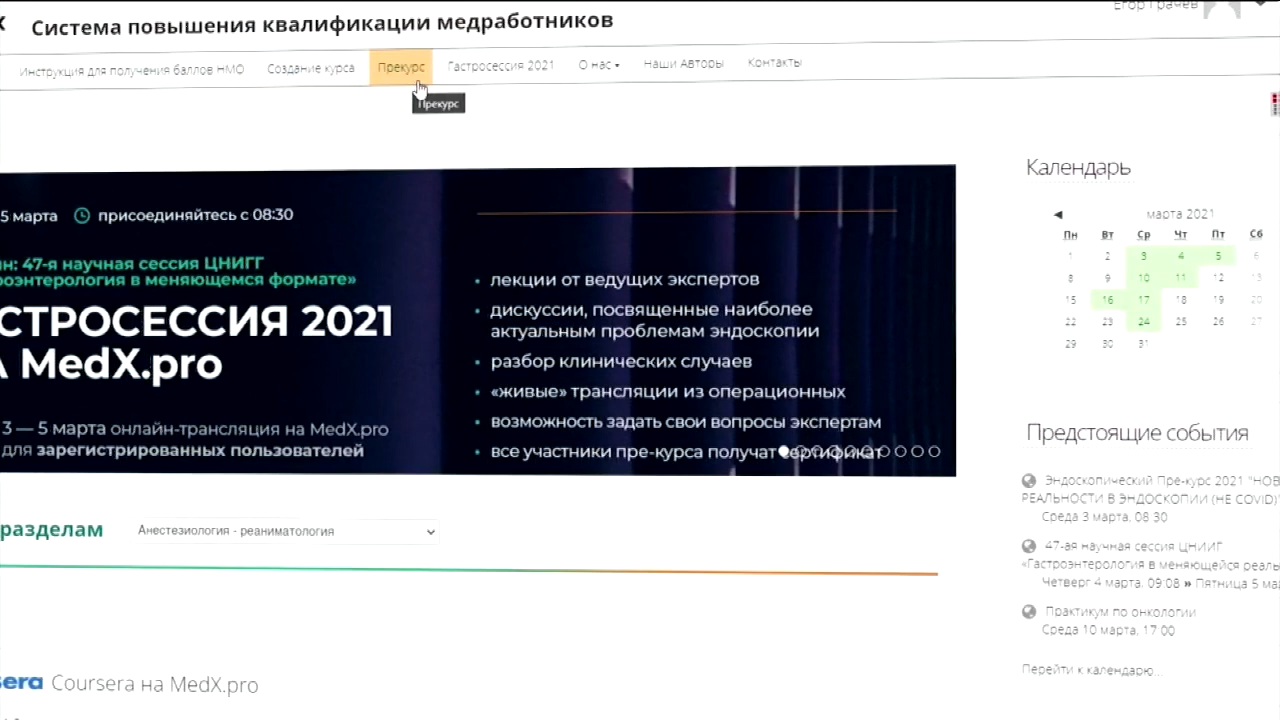 Егор Грачев
Система повышения квалификации медработников
Инструкция для получения баллов НМО Создание курса Прекурс Гастросессия 2021 О нас Наши Авторы Контакты
Прекурс
5 марта присоединяйтесь с 08:30
н: 47-я научная сессия ЦНИГГ
роэнтерология в меняющемся формате»
СТРОСЕССИЯ 2021
А MedX.pro
3 — 5 марта онлайн-трансляция на MedX.pro
для зарегистрированных пользователей
• лекции от ведущих экспертов
• дискуссии, посвященные наиболее
актуальным проблемам эндоскопии
• разбор клинических случаев
• «живые» трансляции из операционных
• возможность задать свои вопросы экспертам
• все участники пре-курса получат сертификат
разделам Анестезиология - реаниматология
sera Coursera на MedX.pro
Календарь
◄ марта 2021
Пн Вт Ср Чт Пт Сб
1 2 3 4 5 6
8 9 10 11 12 13
15 16 17 18 19 20
22 23 24 25 26 27
29 30 31
Предстоящие события
Эндоскопический Пре-курс 2021 "НОВ
РЕАЛЬНОСТИ В ЭНДОСКОПИИ (НЕ COVID)"
Среда 3 марта, 08:30
47-ая научная сессия ЦНИИГ
«Гастроэнтерология в меняющейся реаль
Четверг 4 марта, 09:08 » Пятница 5 мар
Практикум по онкологии
Среда 10 марта, 17:00
Перейти к календарю...